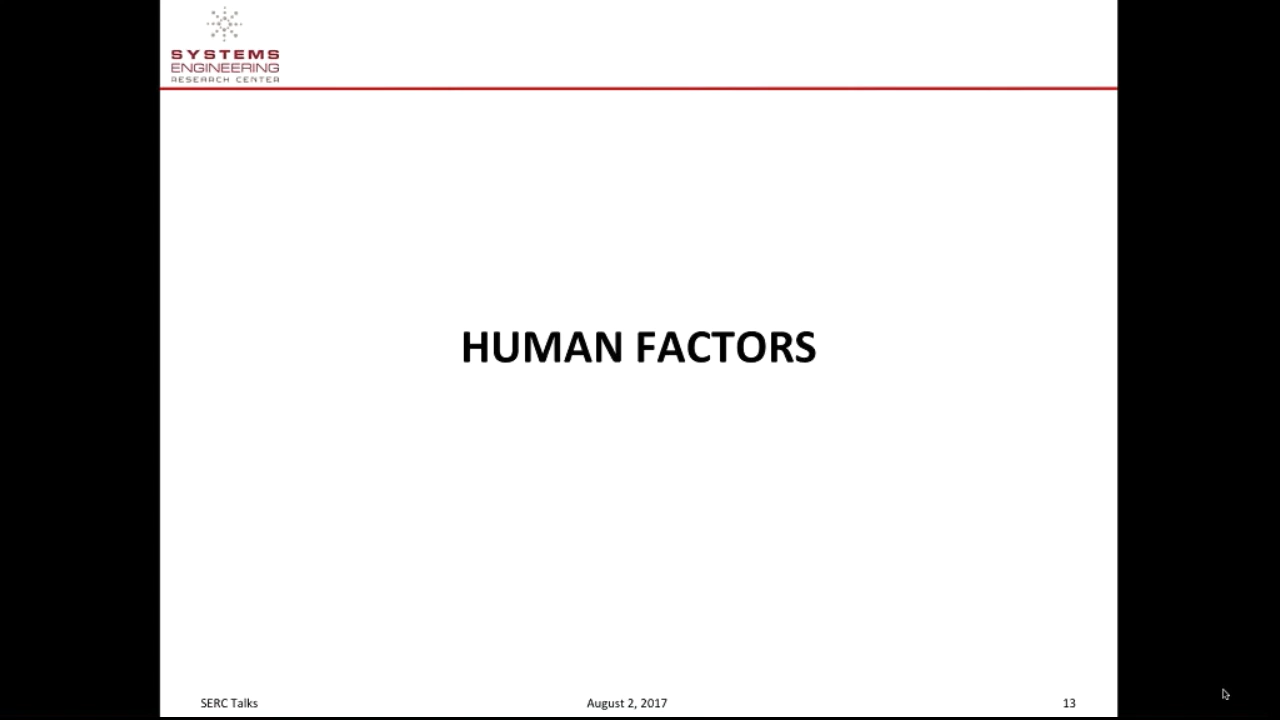 SYSTEMS
ENGINEERING
RESEARCH CENTER
HUMAN FACTORS
SERC Talks
August 2, 2017
13